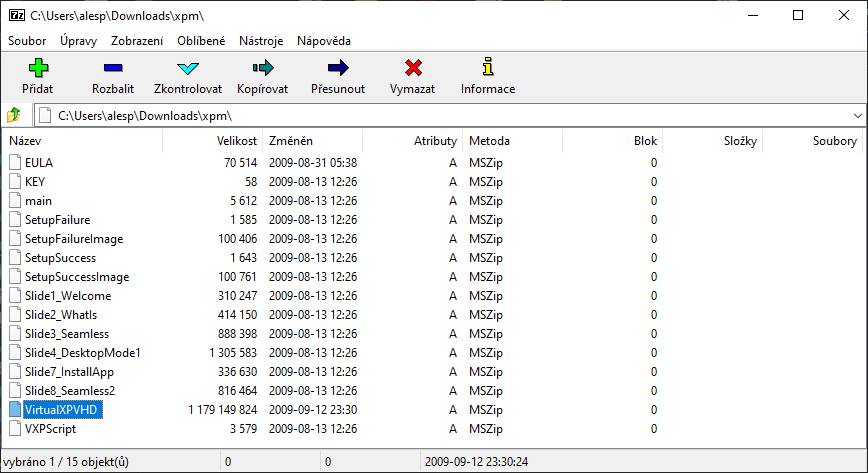 C:\Users\alesp\Downloads\xpm\
Soubor Úpravy Zobrazení Oblíbené Nástroje Nápověda
Přidat Rozbalit Zkontrolovat Kopírovat Přesunout Vymazat Informace
C:\Users\alesp\Downloads\xpm\
Název Velikost Změněn Atributy Metoda Blok Složky Soubory
EULA 70 514 2009-08-31 05:38 A MSZip 0
KEY 58 2009-08-13 12:26 A MSZip 0
main 5 612 2009-08-13 12:26 A MSZip 0
SetupFailure 1 585 2009-08-13 12:26 A MSZip 0
SetupFailureImage 100 406 2009-08-13 12:26 A MSZip 0
SetupSuccess 1 643 2009-08-13 12:26 A MSZip 0
SetupSuccessImage 100 761 2009-08-13 12:26 A MSZip 0
Slide1_Welcome 310 247 2009-08-13 12:26 A MSZip 0
Slide2_WhatIs 414 150 2009-08-13 12:26 A MSZip 0
Slide3_Seamless 888 398 2009-08-13 12:26 A MSZip 0
Slide4_DesktopMode1 1 305 583 2009-08-13 12:26 A MSZip 0
Slide7_InstallApp 336 630 2009-08-13 12:26 A MSZip 0
Slide8_Seamless2 816 464 2009-08-13 12:26 A MSZip 0
VirtualXPVHD 1 179 149 824 2009-09-12 23:30 A MSZip 0
VXPScript 3 579 2009-08-13 12:26 A MSZip 0
vybráno 1 / 15 objekt(ů) 0 0 2009-09-12 23:30:24